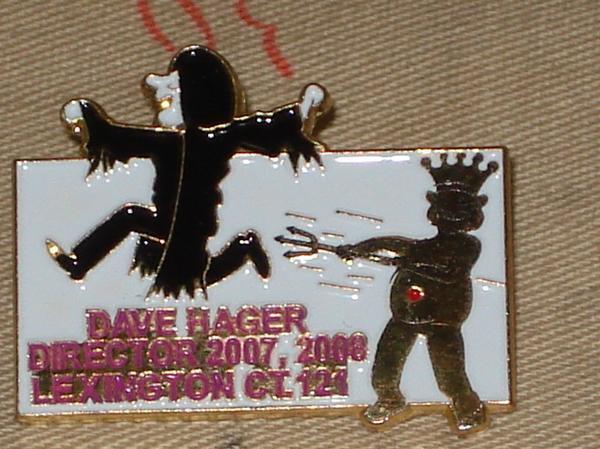 DAVE HAGER
DIRECTOR 2007, 2008
LEXINGTON CT. 121